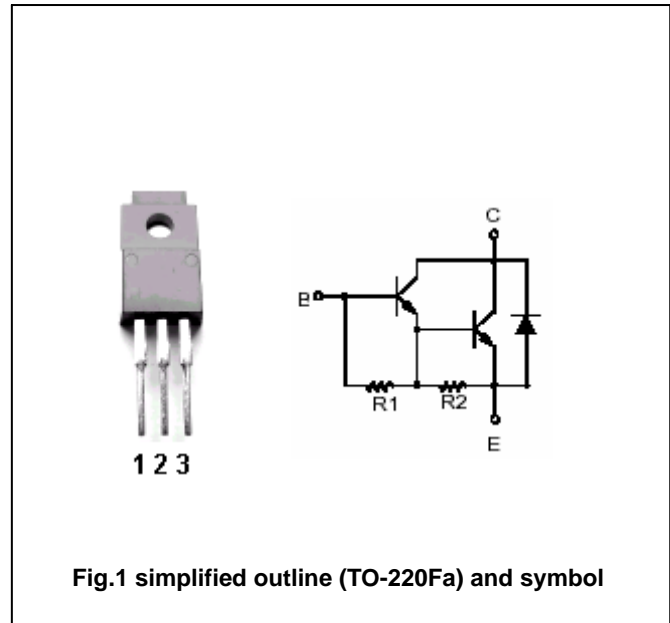 C
B
R1 R2
E
1 2 3
Fig.1 simplified outline (TO-220Fa) and symbol